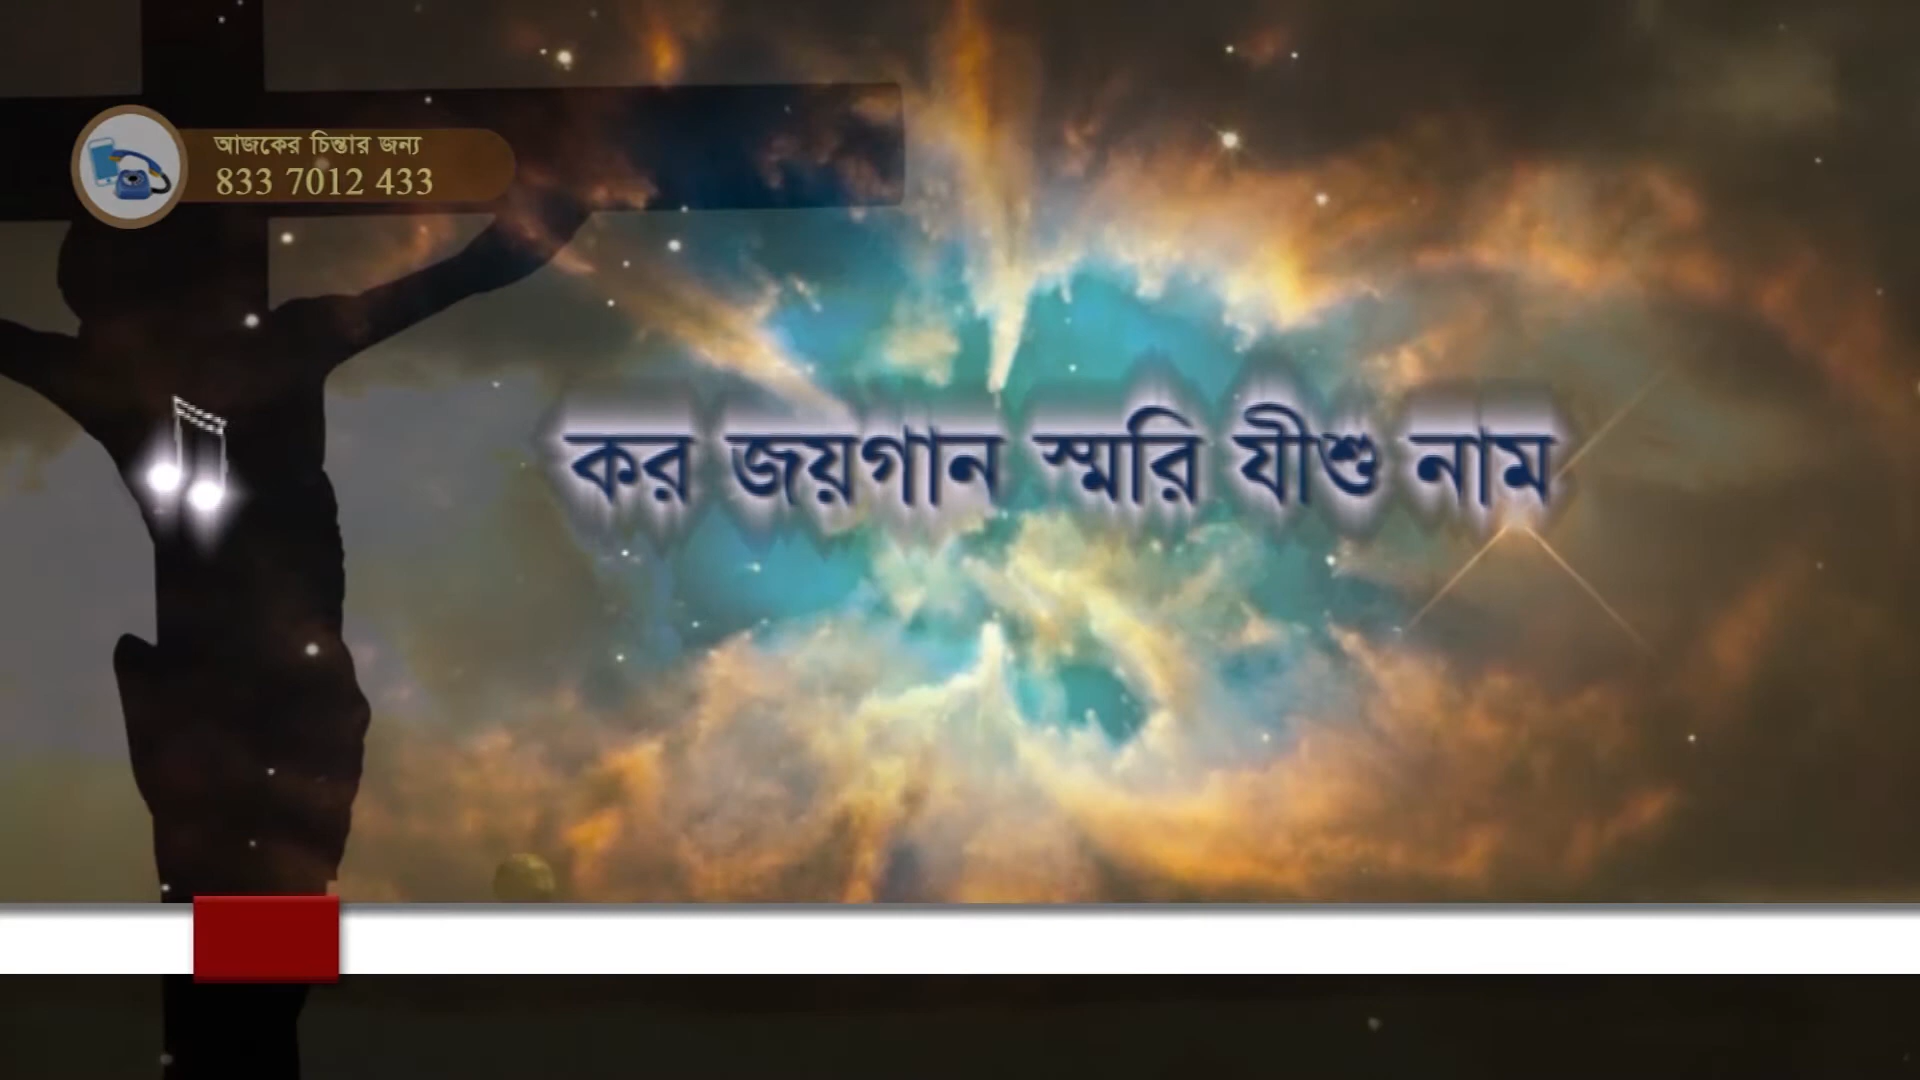 আজকের চিন্তার জন্য
833 7012 433
কর জয়গান স্মরি যীশু নাম